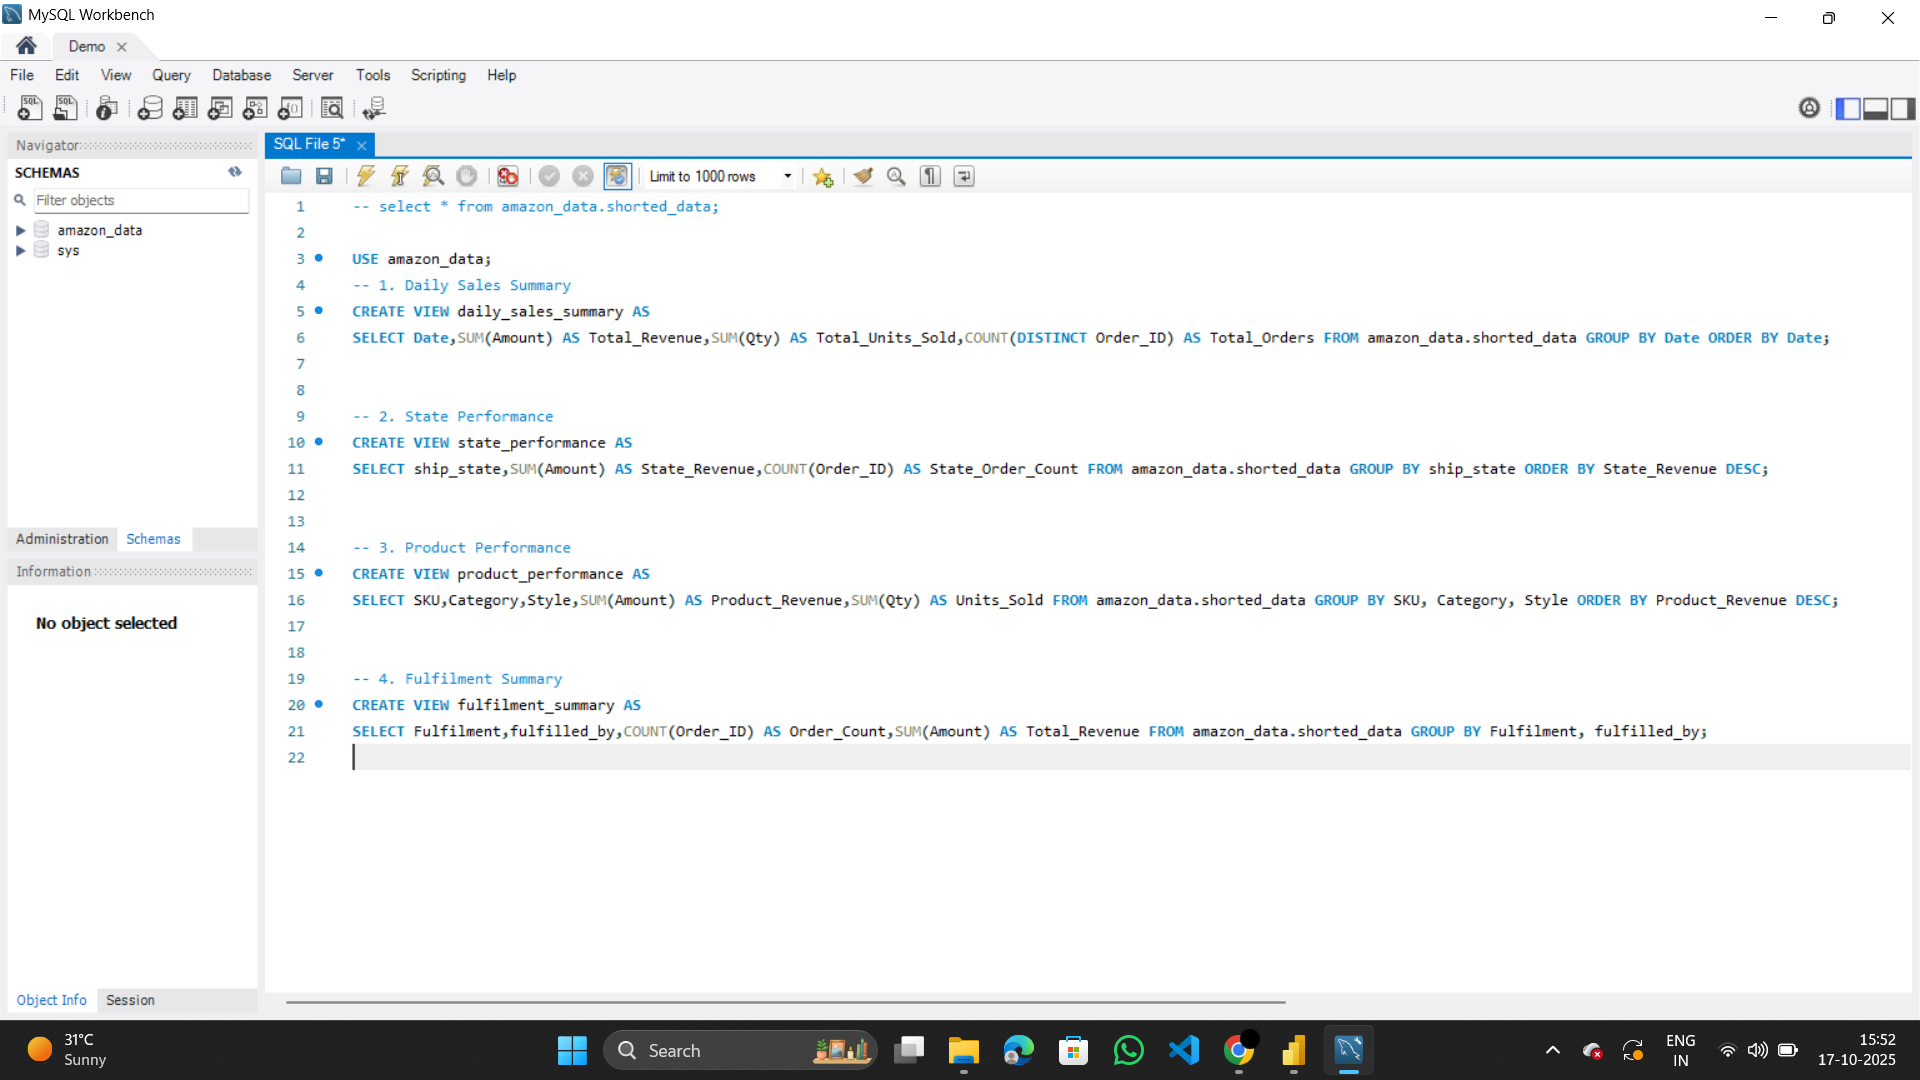 MySQL Workbench
Demo
File Edit View Query Database Server Tools Scripting Help
Navigator
SCHEMAS
Filter objects
amazon_data
sys
Administration Schemas
Information
No object selected
Object Info Session
SQL File 5*
Limit to 1000 rows
1 -- select * from amazon_data.shorted_data;
2
3 USE amazon_data;
4 -- 1. Daily Sales Summary
5 CREATE VIEW daily_sales_summary AS
6 SELECT Date,SUM(Amount) AS Total_Revenue,SUM(Qty) AS Total_Units_Sold,COUNT(DISTINCT Order_ID) AS Total_Orders FROM amazon_data.shorted_data GROUP BY Date ORDER BY Date;
7
8
9 -- 2. State Performance
10 CREATE VIEW state_performance AS
11 SELECT ship_state,SUM(Amount) AS State_Revenue,COUNT(Order_ID) AS State_Order_Count FROM amazon_data.shorted_data GROUP BY ship_state ORDER BY State_Revenue DESC;
12
13
14 -- 3. Product Performance
15 CREATE VIEW product_performance AS
16 SELECT SKU,Category,Style,SUM(Amount) AS Product_Revenue,SUM(Qty) AS Units_Sold FROM amazon_data.shorted_data GROUP BY SKU, Category, Style ORDER BY Product_Revenue DESC;
17
18
19 -- 4. Fulfilment Summary
20 CREATE VIEW fulfilment_summary AS
21 SELECT Fulfilment,fulfilled_by,COUNT(Order_ID) AS Order_Count,SUM(Amount) AS Total_Revenue FROM amazon_data.shorted_data GROUP BY Fulfilment, fulfilled_by;
22
31°C
Sunny
Search
ENG
IN
15:52
17-10-2025